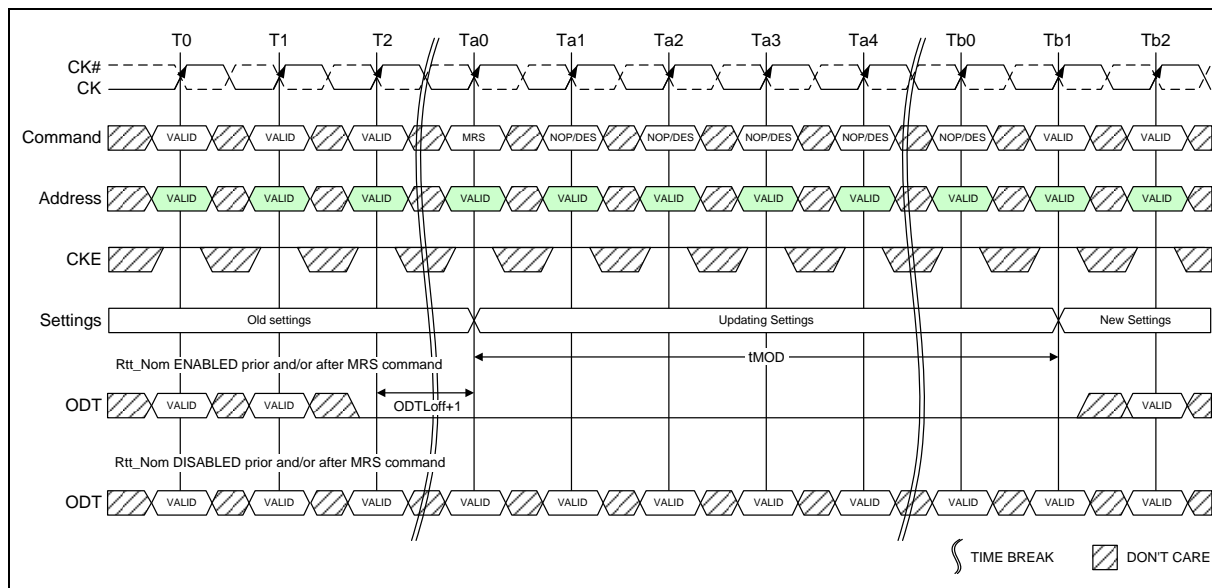 T0 T1 T2 Ta0 Ta1 Ta2 Ta3 Ta4 Tb0 Tb1 Tb2
CK#
CK
Command VALID VALID VALID MRS NOP/DES NOP/DES NOP/DES NOP/DES NOP/DES VALID VALID
Address VALID VALID VALID VALID VALID VALID VALID VALID VALID VALID VALID
CKE
Settings Old settings Updating Settings New Settings
Rtt_Nom ENABLED prior and/or after MRS command tMOD
ODT VALID VALID ODTLoff+1 VALID
Rtt_Nom DISABLED prior and/or after MRS command
ODT VALID VALID VALID VALID VALID VALID VALID VALID VALID VALID VALID
TIME BREAK DON'T CARE